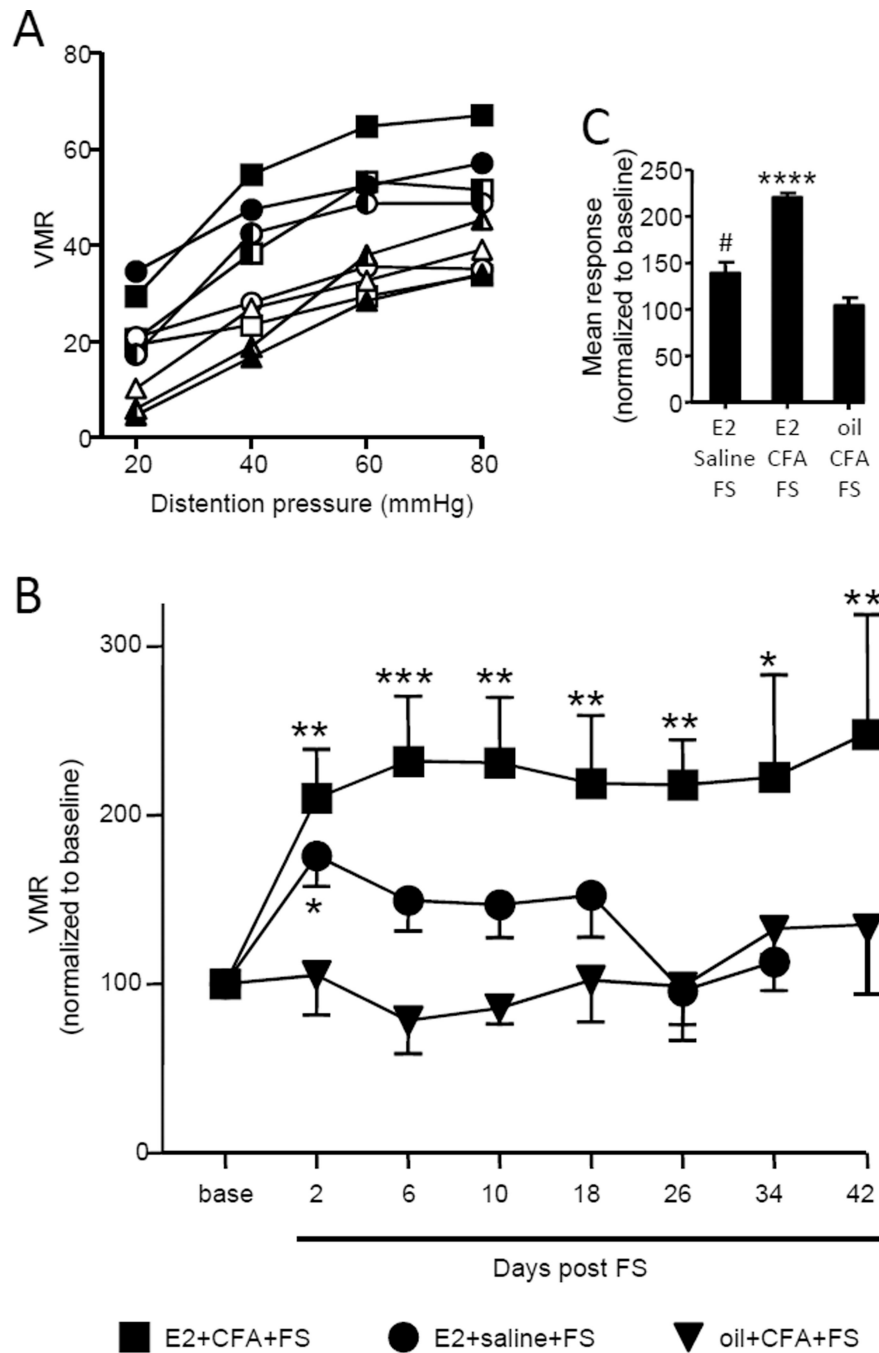 A
80
60
40
20
0
VMR
20 40 60 80
Distention pressure (mmHg)
C
250
200
150
100
50
0
Mean response
(normalized to baseline)
#
****
E2 E2 oil
Saline CFA CFA
FS FS FS
B
300
200
100
0
VMR
(normalized to baseline)
**
***
**
**
**
*
**
*
base 2 6 10 18 26 34 42
Days post FS
E2+CFA+FS E2+saline+FS oil+CFA+FS